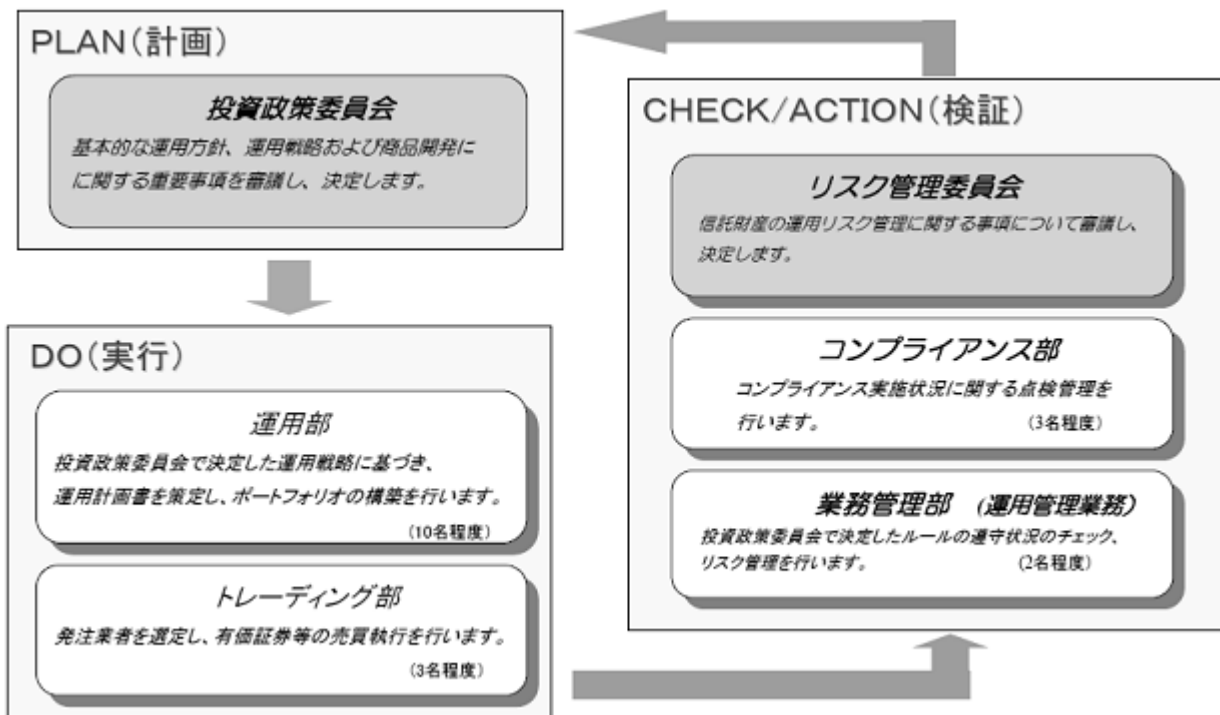 PLAN(計画)
投資政策委員会
基本的な運用方針、運用戦略および商品開発に
に関する重要事項を審議し、決定します。
DO(実行)
運用部
投資政策委員会で決定した運用戦略に基づき、
運用計画書を策定し、ポートフォリオの構築を行います。
(10名程度)
トレーディング部
発注業者を選定し、有価証券等の売買執行を行います。
(3名程度)
CHECK/ACTION(検証)
リスク管理委員会
信託財産の運用リスク管理に関する事項について審議し、
決定します。
コンプライアンス部
コンプライアンス実施状況に関する点検管理を
行います。 (3名程度)
業務管理部 (運用管理業務)
投資政策委員会で決定したルールの遵守状況のチェック、
リスク管理を行います。 (2名程度)